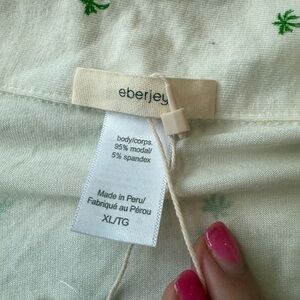 eberjey
body/corps.
95% modal/
5% spandex
Made in Peru/
Fabriqué au Pérou
XL/TG